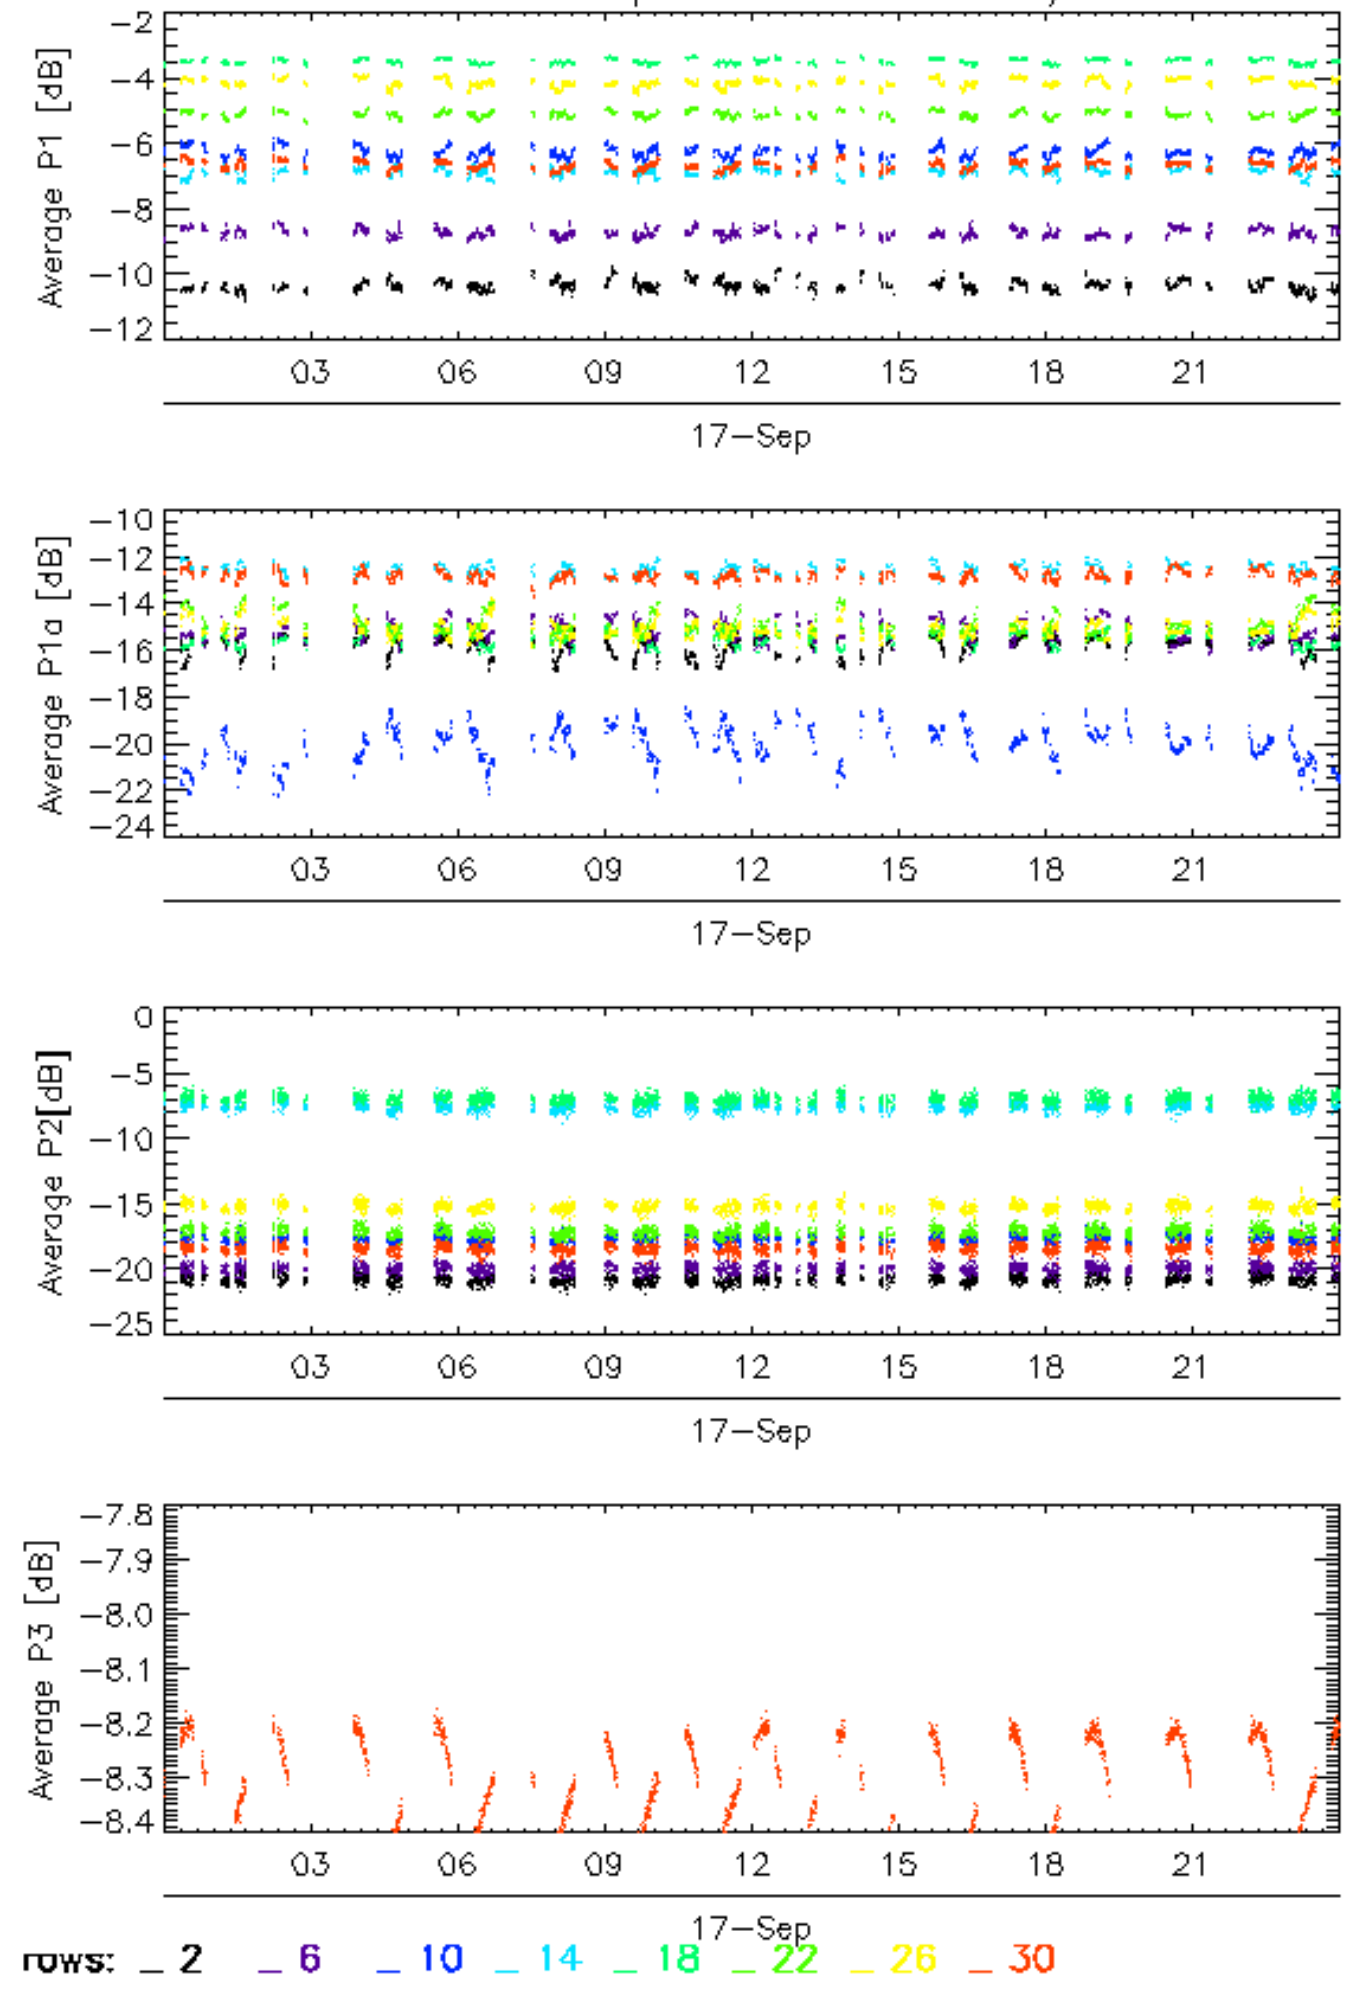 Average P1 [dB]
−2
−4
−6
−8
−10
−12
03 06 09 12 15 18 21
17−Sep
Average P1a [dB]
−10
−12
−14
−16
−18
−20
−22
−24
03 06 09 12 15 18 21
17−Sep
Average P2[dB]
0
−5
−10
−15
−20
−25
03 06 09 12 15 18 21
17−Sep
Average P3 [dB]
−7.8
−7.9
−8.0
−8.1
−8.2
−8.3
−8.4
03 06 09 12 15 18 21
17−Sep
rows: _ 2 _ 6 _ 10 _ 14 _ 18 _ 22 _ 26 _ 30